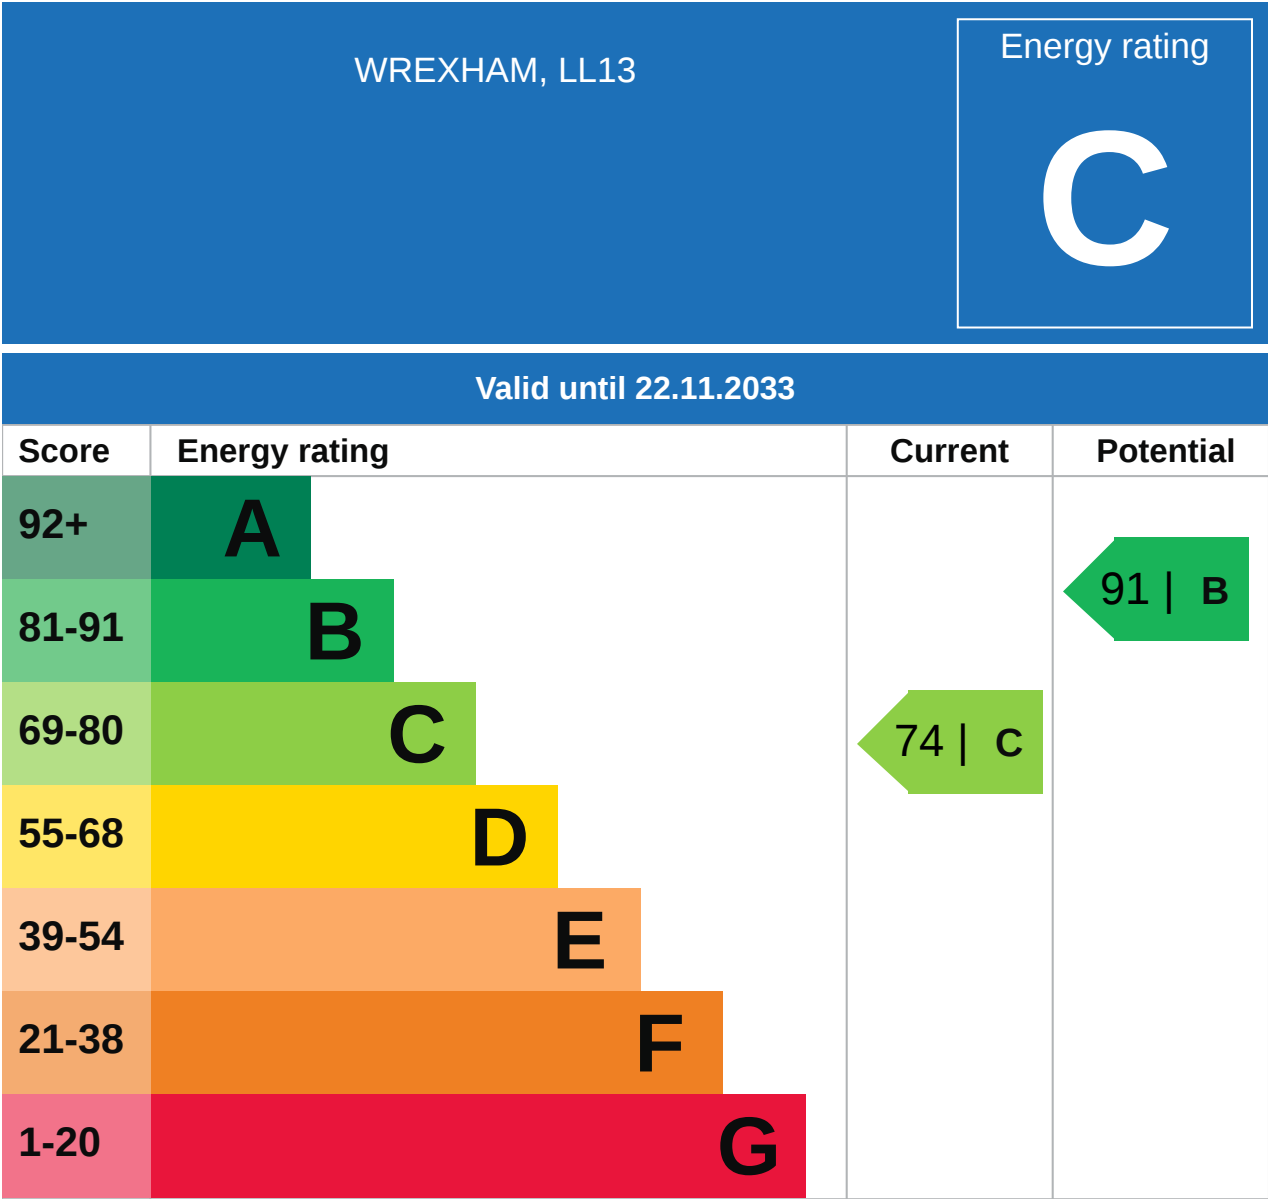 WREXHAM, LL13
Energy rating
C
Valid until 22.11.2033
Score Energy rating Current Potential
92+ A
81-91 B
91 | B
69-80 C
74 | C
55-68 D
39-54 E
21-38 F
1-20 G